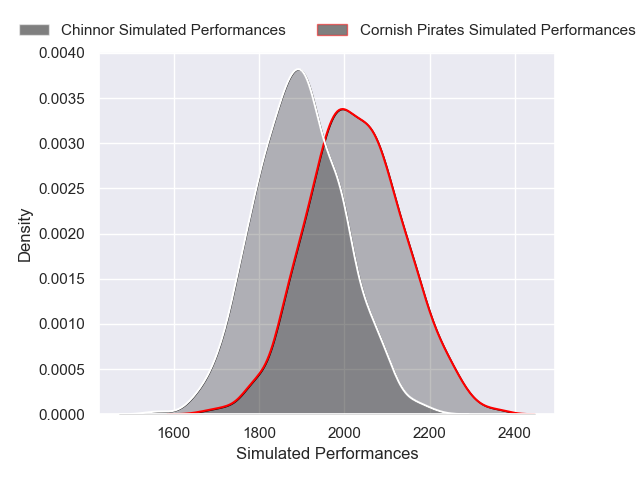 Chinnor Simulated Performances
Cornish Pirates Simulated Performances
0.0040
0.0035
0.0030
0.0025
0.0020
0.0015
0.0010
0.0005
0.0000
Density
1600 1800 2000 2200 2400
Simulated Performances